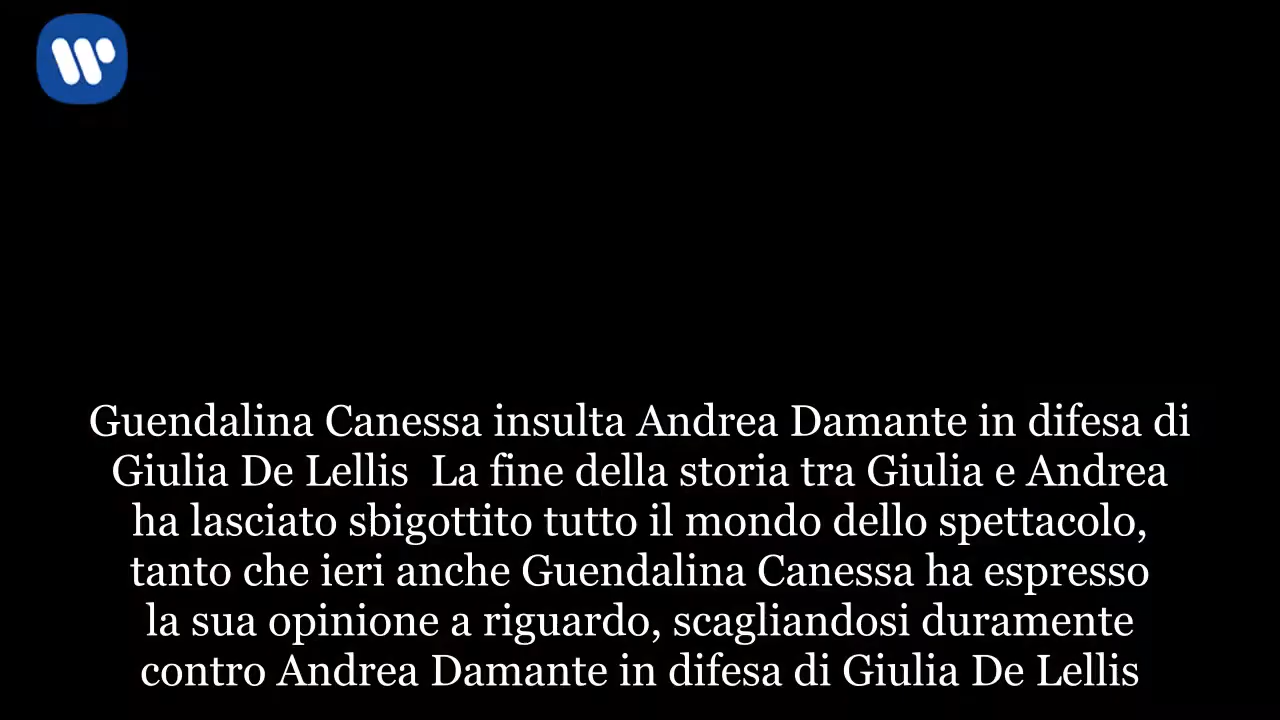 Guendalina Canessa insulta Andrea Damante in difesa di
Giulia De Lellis  La fine della storia tra Giulia e Andrea
ha lasciato sbigottito tutto il mondo dello spettacolo,
tanto che ieri anche Guendalina Canessa ha espresso
la sua opinione a riguardo, scagliandosi duramente
contro Andrea Damante in difesa di Giulia De Lellis